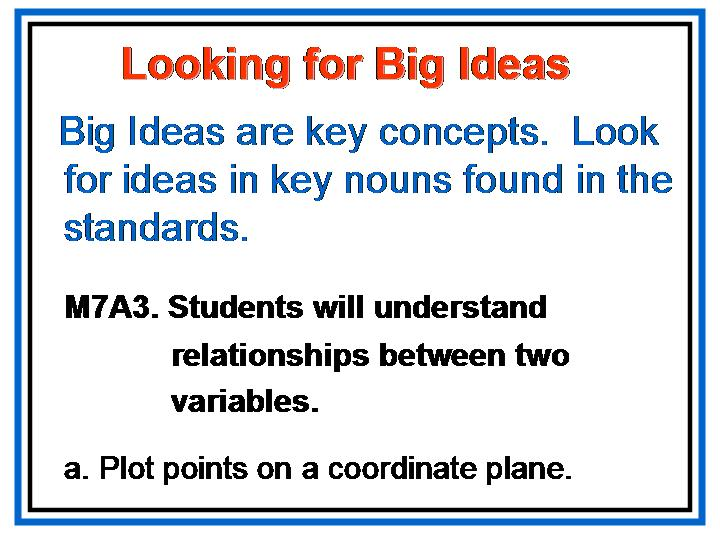 Looking for Big Ideas
Big Ideas are key concepts.  Look
for ideas in key nouns found in the
standards.
M7A3. Students will understand
relationships between two
variables.
a. Plot points on a coordinate plane.